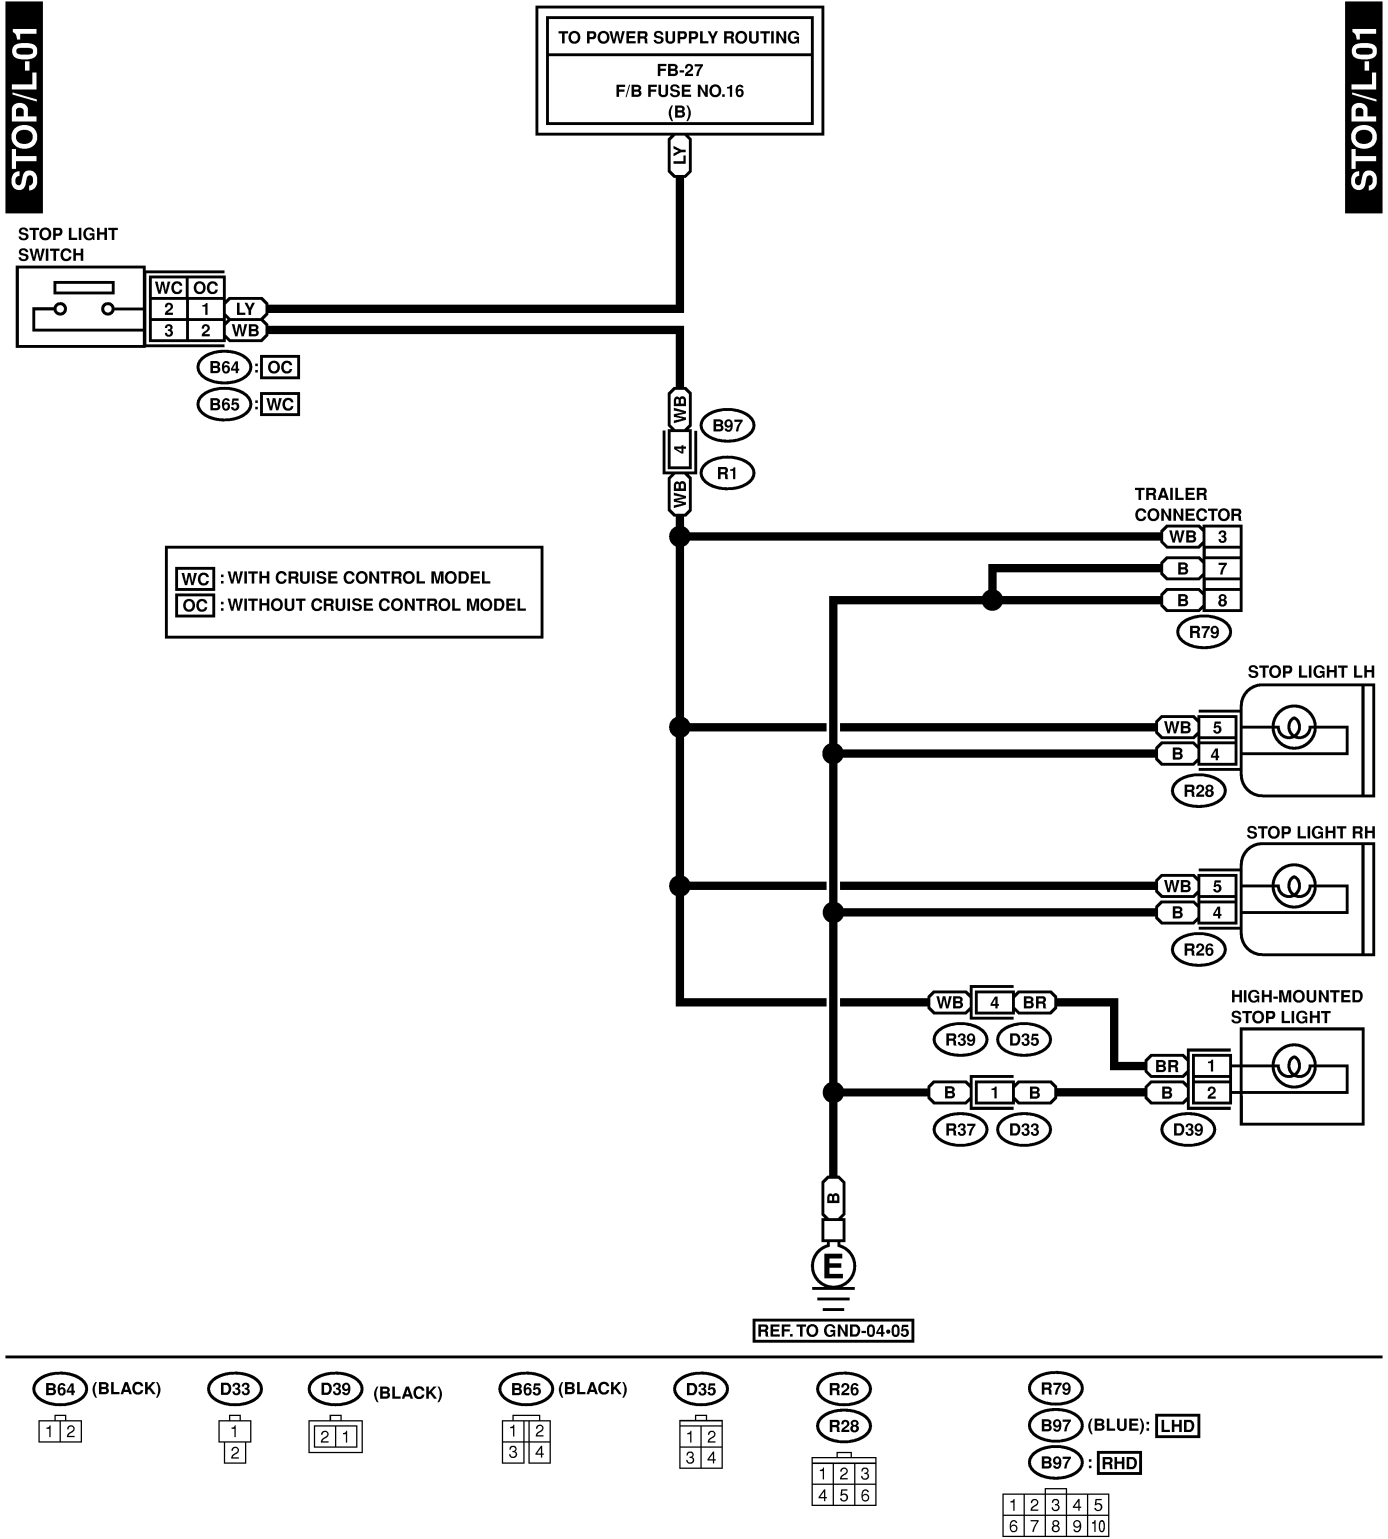 STOP/L-01
STOP/L-01
TO POWER SUPPLY ROUTING
FB-27
F/B FUSE NO.16
(B)
LY
STOP LIGHT
SWITCH
WC OC
2 1 LY
3 2 WB
B64 : OC
B65 : WC
WB
B97
4
R1
WB
WC : WITH CRUISE CONTROL MODEL
OC : WITHOUT CRUISE CONTROL MODEL
TRAILER
CONNECTOR
WB 3
B 7
B 8
R79
STOP LIGHT LH
WB 5
B 4
R28
STOP LIGHT RH
WB 5
B 4
R26
HIGH-MOUNTED
STOP LIGHT
WB 4 BR
R39 D35
BR 1
B 1 B
B 2
R37 D33
D39
B
E
REF. TO GND-04•05
B64 (BLACK)
1 2
D33
1
2
D39 (BLACK)
2 1
B65 (BLACK)
1 2
3 4
D35
1 2
3 4
R26
R28
1 2 3
4 5 6
R79
B97 (BLUE): LHD
B97 : RHD
1 2 3 4 5
6 7 8 9 10